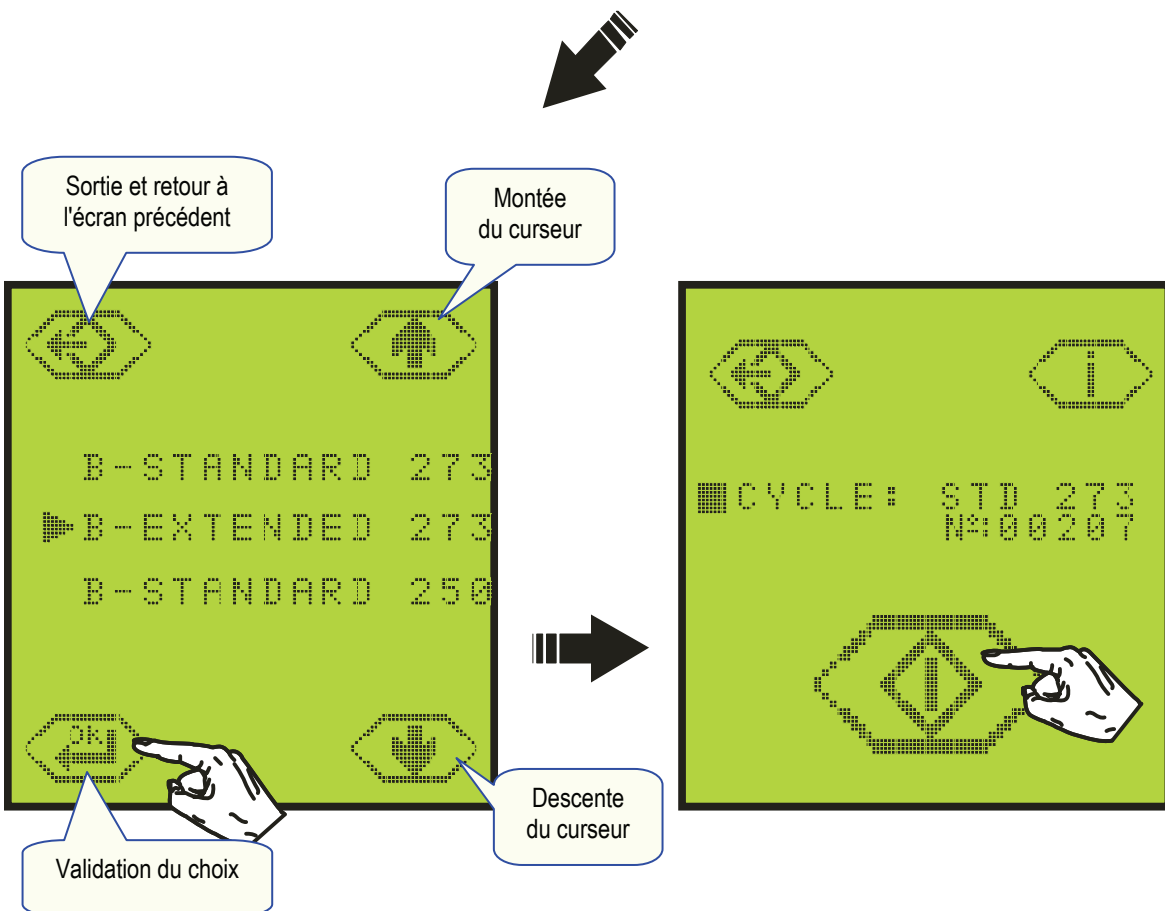 Sortie et retour à
l'écran précédent
Montée
du curseur
B-STANDARD 273
B-EXTENDED 273
B-STANDARD 250
Ok
Validation du choix
Descente
du curseur
CYCLE: STD 273
Nº:00207